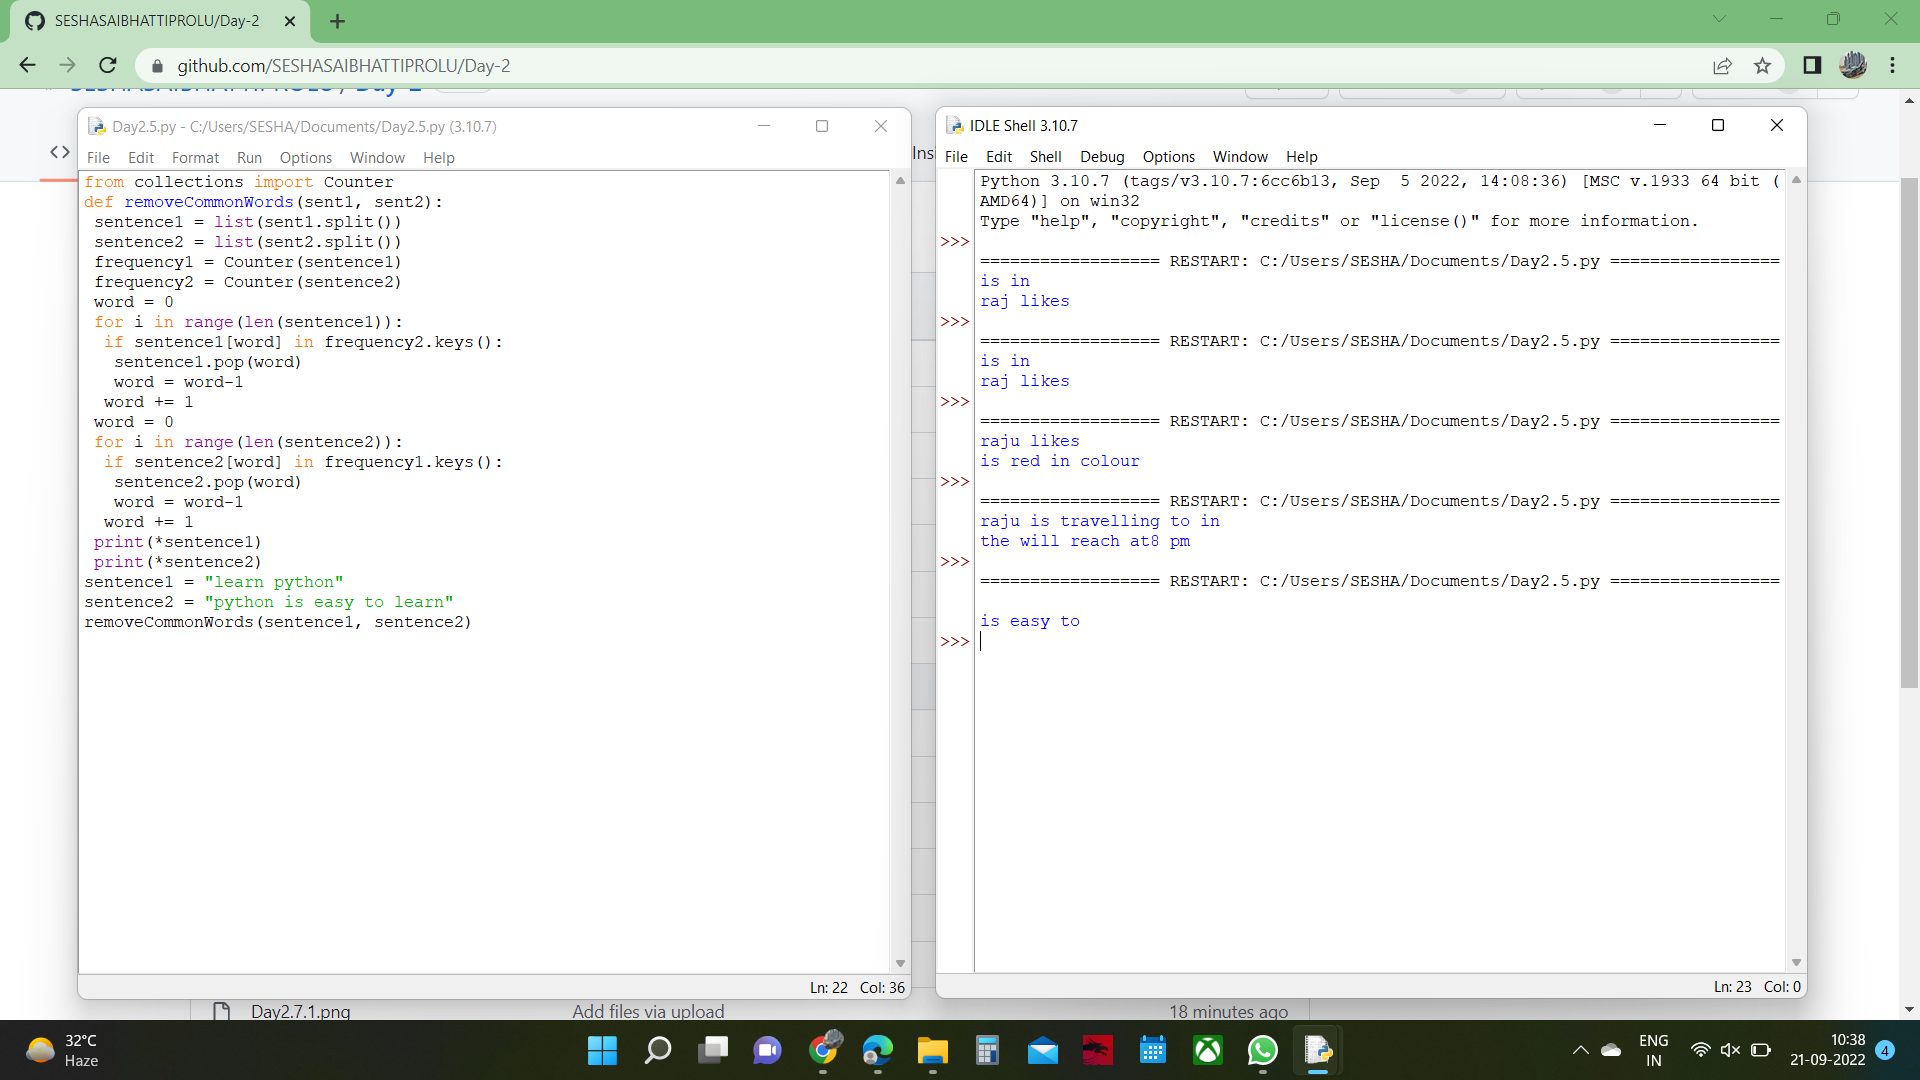 SESHASAIBHATTIPROLU/Day-2
github.com/SESHASAIBHATTIPROLU/Day-2
Day2.5.py - C:/Users/SESHA/Documents/Day2.5.py (3.10.7)
File Edit Format Run Options Window Help
from collections import Counter
def removeCommonWords(sent1, sent2):
 sentence1 = list(sent1.split())
 sentence2 = list(sent2.split())
 frequency1 = Counter(sentence1)
 frequency2 = Counter(sentence2)
 word = 0
 for i in range(len(sentence1)):
  if sentence1[word] in frequency2.keys():
   sentence1.pop(word)
   word = word-1
  word += 1
 word = 0
 for i in range(len(sentence2)):
  if sentence2[word] in frequency1.keys():
   sentence2.pop(word)
   word = word-1
  word += 1
 print(*sentence1)
 print(*sentence2)
sentence1 = "learn python"
sentence2 = "python is easy to learn"
removeCommonWords(sentence1, sentence2)
Ln: 22 Col: 36
IDLE Shell 3.10.7
File Edit Shell Debug Options Window Help
Python 3.10.7 (tags/v3.10.7:6cc6b13, Sep  5 2022, 14:08:36) [MSC v.1933 64 bit (
AMD64)] on win32
Type "help", "copyright", "credits" or "license()" for more information.
>>>
================== RESTART: C:/Users/SESHA/Documents/Day2.5.py =================
is in
raj likes
>>>
================== RESTART: C:/Users/SESHA/Documents/Day2.5.py =================
is in
raj likes
>>>
================== RESTART: C:/Users/SESHA/Documents/Day2.5.py =================
raju likes
is red in colour
>>>
================== RESTART: C:/Users/SESHA/Documents/Day2.5.py =================
raju is travelling to in
the will reach at8 pm
>>>
================== RESTART: C:/Users/SESHA/Documents/Day2.5.py =================
is easy to
>>>
Ln: 23 Col: 0
Day2.7.1.png Add files via upload 18 minutes ago
32°C
Haze
ENG
IN
10:38
21-09-2022
4